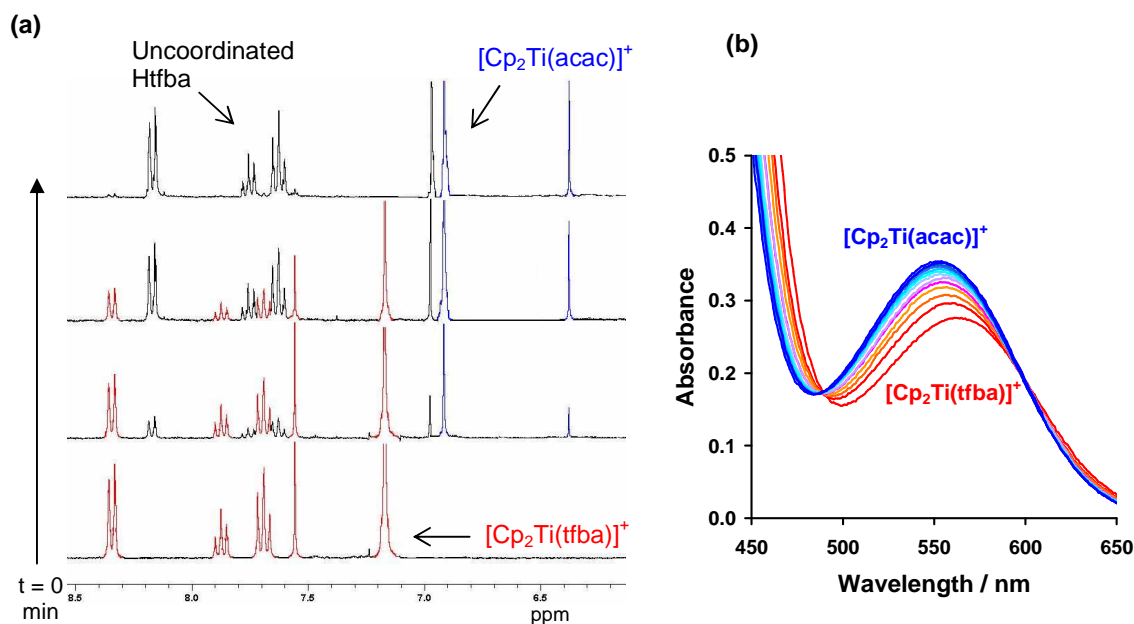 (a)
Uncoordinated
Htfba
[Cp₂Ti(acac)]⁺
[Cp₂Ti(tfba)]⁺
t = 0
min
8.5 8.0 7.5 7.0 6.5
ppm
(b)
0.5
0.4
0.3
0.2
0.1
0.0
Absorbance
[Cp₂Ti(acac)]⁺
[Cp₂Ti(tfba)]⁺
450 500 550 600 650
Wavelength / nm